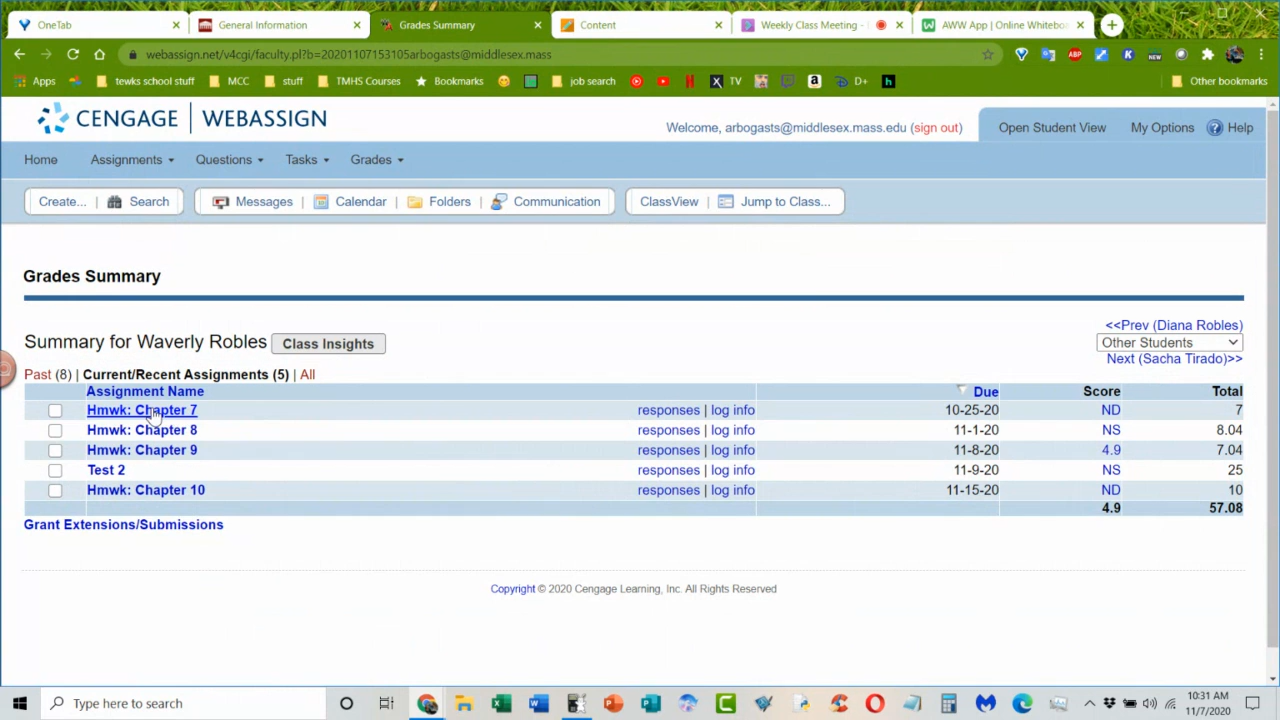 OneTab
General Information
Grades Summary
Content
Weekly Class Meeting -
AWW App | Online Whitebo
webassign.net/v4cgi/faculty.pl?b=20201107153105arbogasts@middlesex.mass
Apps
tewks school stuff
MCC
stuff
TMHS Courses
Bookmarks
job search
TV
D+
Other bookmarks
CENGAGE | WEBASSIGN
Welcome, arbogasts@middlesex.mass.edu (sign out)
Open Student View
My Options
Help
Home
Assignments
Questions
Tasks
Grades
Create... | Search
Messages | Calendar | Folders | Communication
ClassView | Jump to Class...
Grades Summary
Summary for Waverly Robles
Class Insights
<<Prev (Diana Robles)
Other Students
Next (Sacha Tirado)>>
Past (8) | Current/Recent Assignments (5) | All
Assignment Name Due Score Total
Hmwk: Chapter 7 responses | log info 10-25-20 ND 7
Hmwk: Chapter 8 responses | log info 11-1-20 NS 8.04
Hmwk: Chapter 9 responses | log info 11-8-20 4.9 7.04
Test 2 responses | log info 11-9-20 NS 25
Hmwk: Chapter 10 responses | log info 11-15-20 ND 10
4.9 57.08
Grant Extensions/Submissions
Copyright © 2020 Cengage Learning, Inc. All Rights Reserved
Type here to search
10:31 AM
11/7/2020